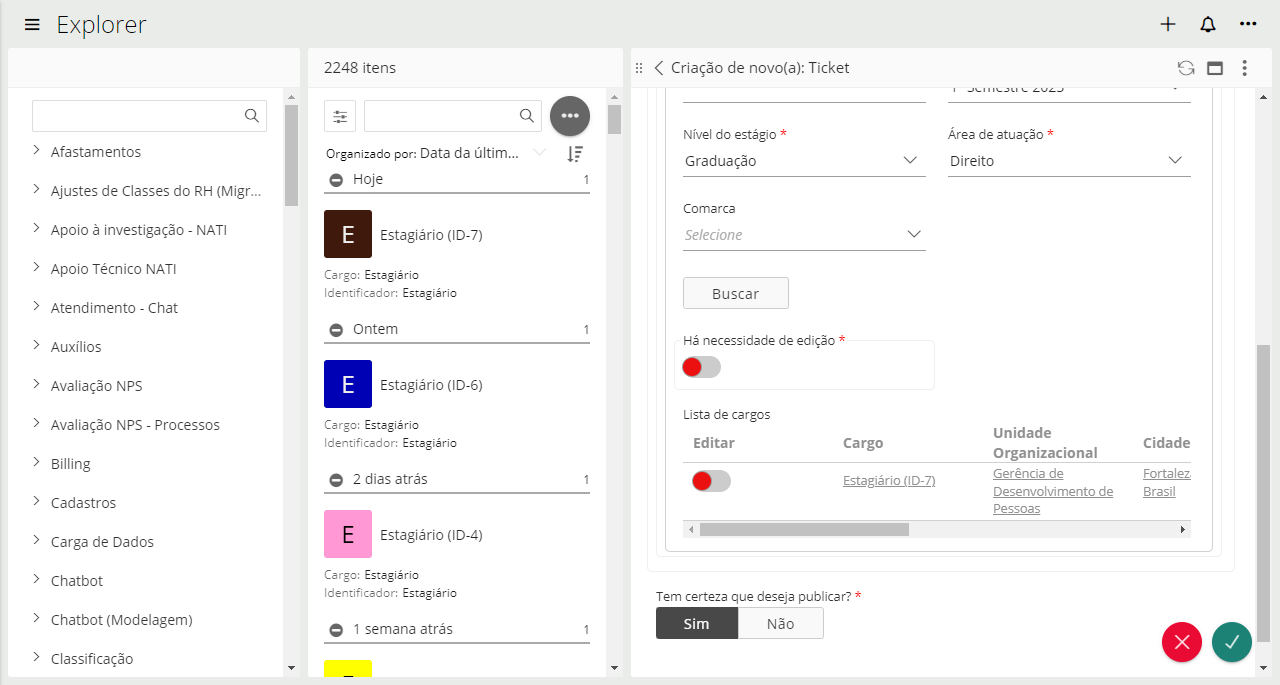 Explorer
2248 itens
Criação de novo(a): Ticket
Afastamentos
Ajustes de Classes do RH (Migr...
Apoio à investigação - NATI
Apoio Técnico NATI
Atendimento - Chat
Auxílios
Avaliação NPS
Avaliação NPS - Processos
Billing
Cadastros
Carga de Dados
Chatbot
Chatbot (Modelagem)
Classificação
Organizado por: Data da últim...
Hoje 1
E Estagiário (ID-7)
Cargo: Estagiário
Identificador: Estagiário
Ontem 1
E Estagiário (ID-6)
Cargo: Estagiário
Identificador: Estagiário
2 dias atrás 1
E Estagiário (ID-4)
Cargo: Estagiário
Identificador: Estagiário
1 semana atrás 1
1º Semestre 2025
Nível do estágio * Área de atuação *
Graduação Direito
Comarca
Selecione
Buscar
Há necessidade de edição *
Lista de cargos
Editar Cargo Unidade Organizacional Cidade
Estagiário (ID-7) Gerência de Fortalez
Desenvolvimento de Brasil
Pessoas
Tem certeza que deseja publicar? *
Sim Não